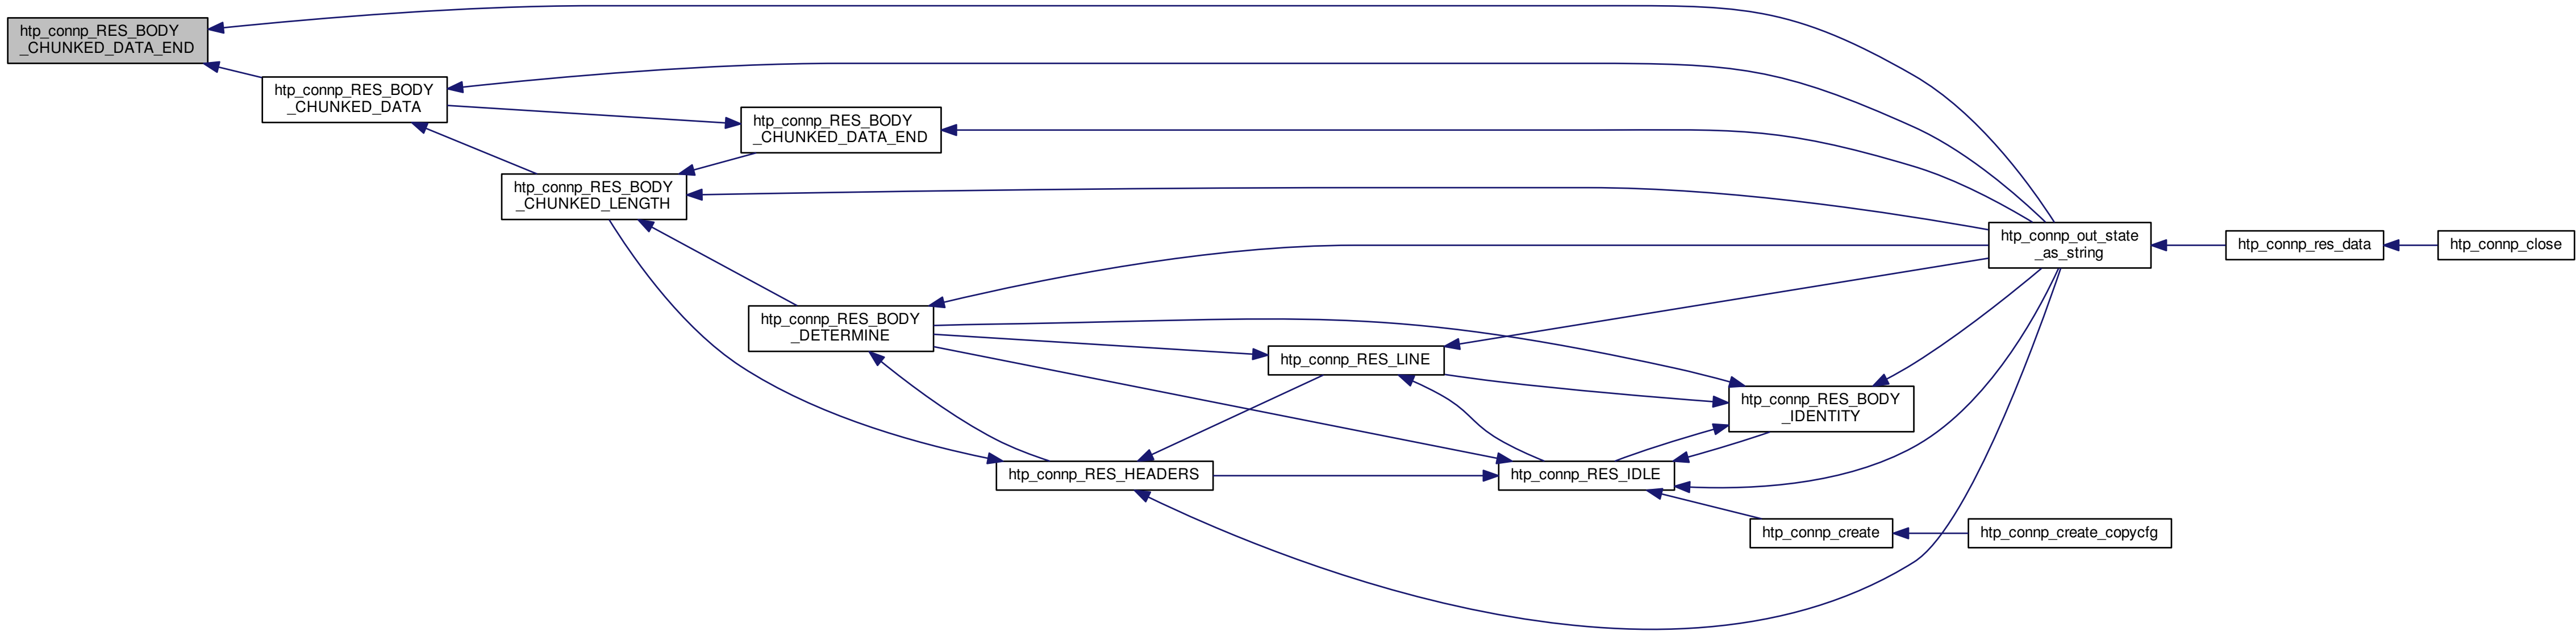 htp_connp_RES_BODY
_CHUNKED_DATA_END
htp_connp_RES_BODY
_CHUNKED_DATA
htp_connp_RES_BODY
_CHUNKED_DATA_END
htp_connp_RES_BODY
_CHUNKED_LENGTH
htp_connp_out_state
_as_string
htp_connp_res_data
htp_connp_close
htp_connp_RES_BODY
_DETERMINE
htp_connp_RES_LINE
htp_connp_RES_BODY
_IDENTITY
htp_connp_RES_HEADERS
htp_connp_RES_IDLE
htp_connp_create
htp_connp_create_copycfg